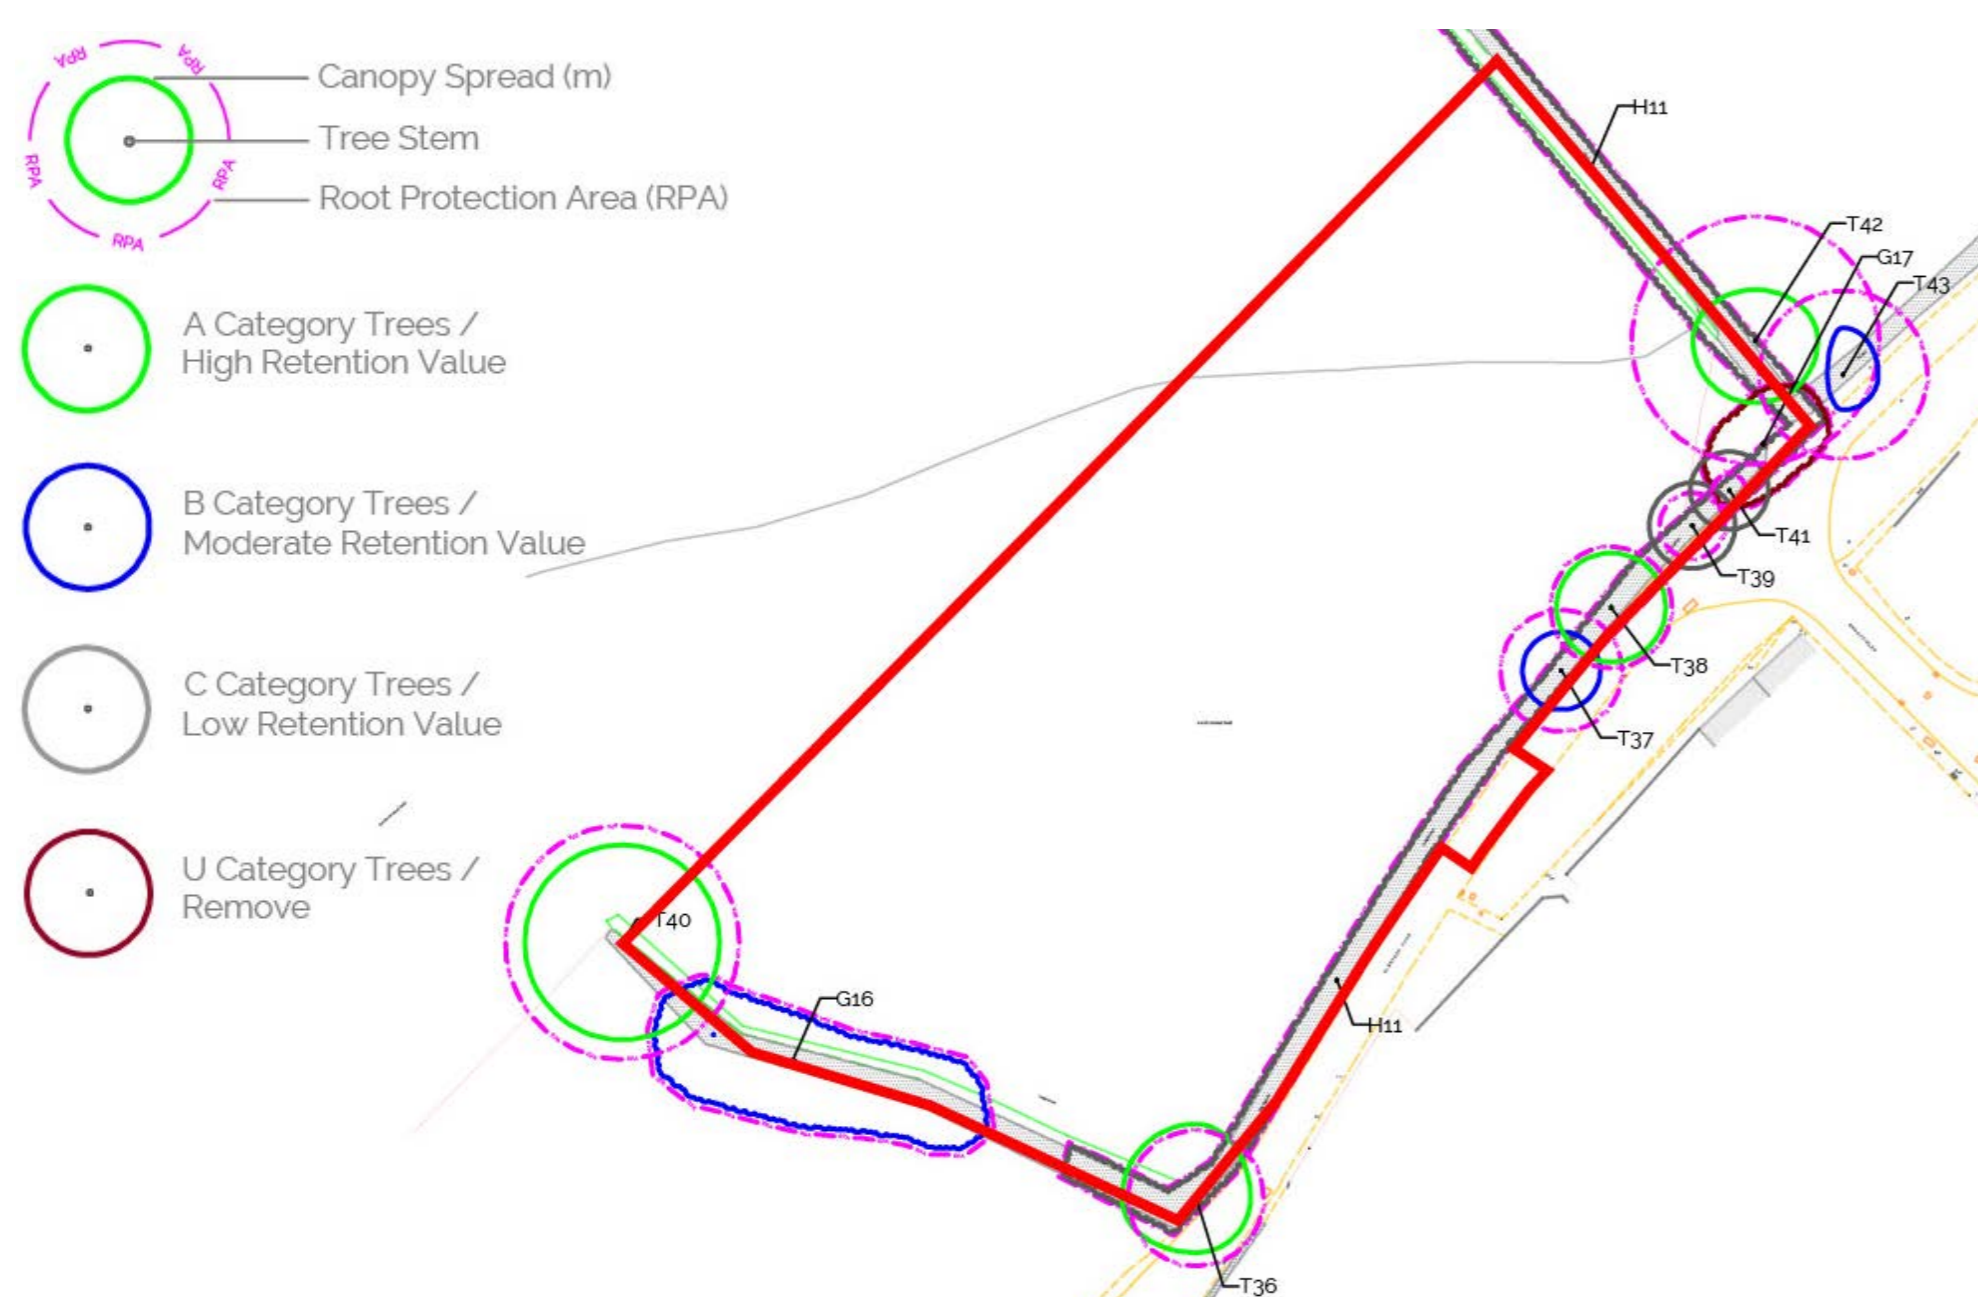 RPA
RPA
RPA
RPA
RPA
Canopy Spread (m)
Tree Stem
Root Protection Area (RPA)
A Category Trees /
High Retention Value
B Category Trees /
Moderate Retention Value
C Category Trees /
Low Retention Value
U Category Trees /
Remove
H11
T42
G17
T43
T41
T39
T38
T37
T40
G16
H11
T36